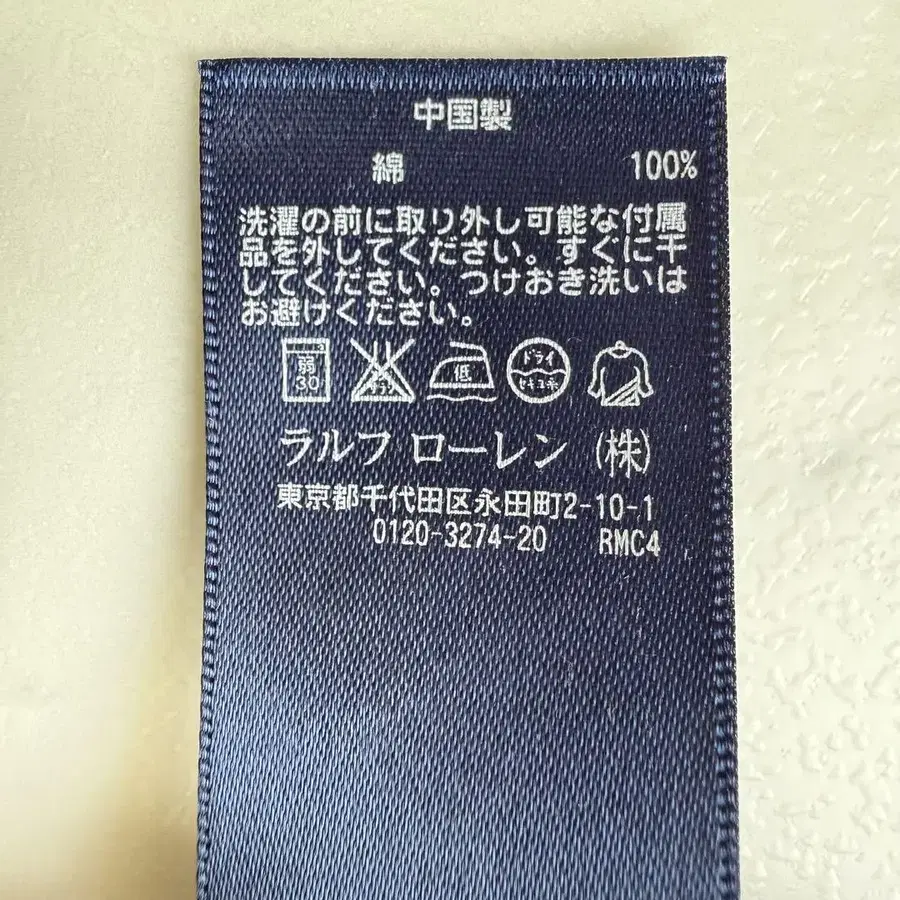 中国製
綿 100%
洗濯の前に取り外し可能な付属
品を外してください。すぐに干
してください。つけおき洗いは
お避けください。
弱 30 低 ドライ セキユ系
ラルフ ローレン (株)
東京都千代田区永田町2-10-1
0120-3274-20 RMC4